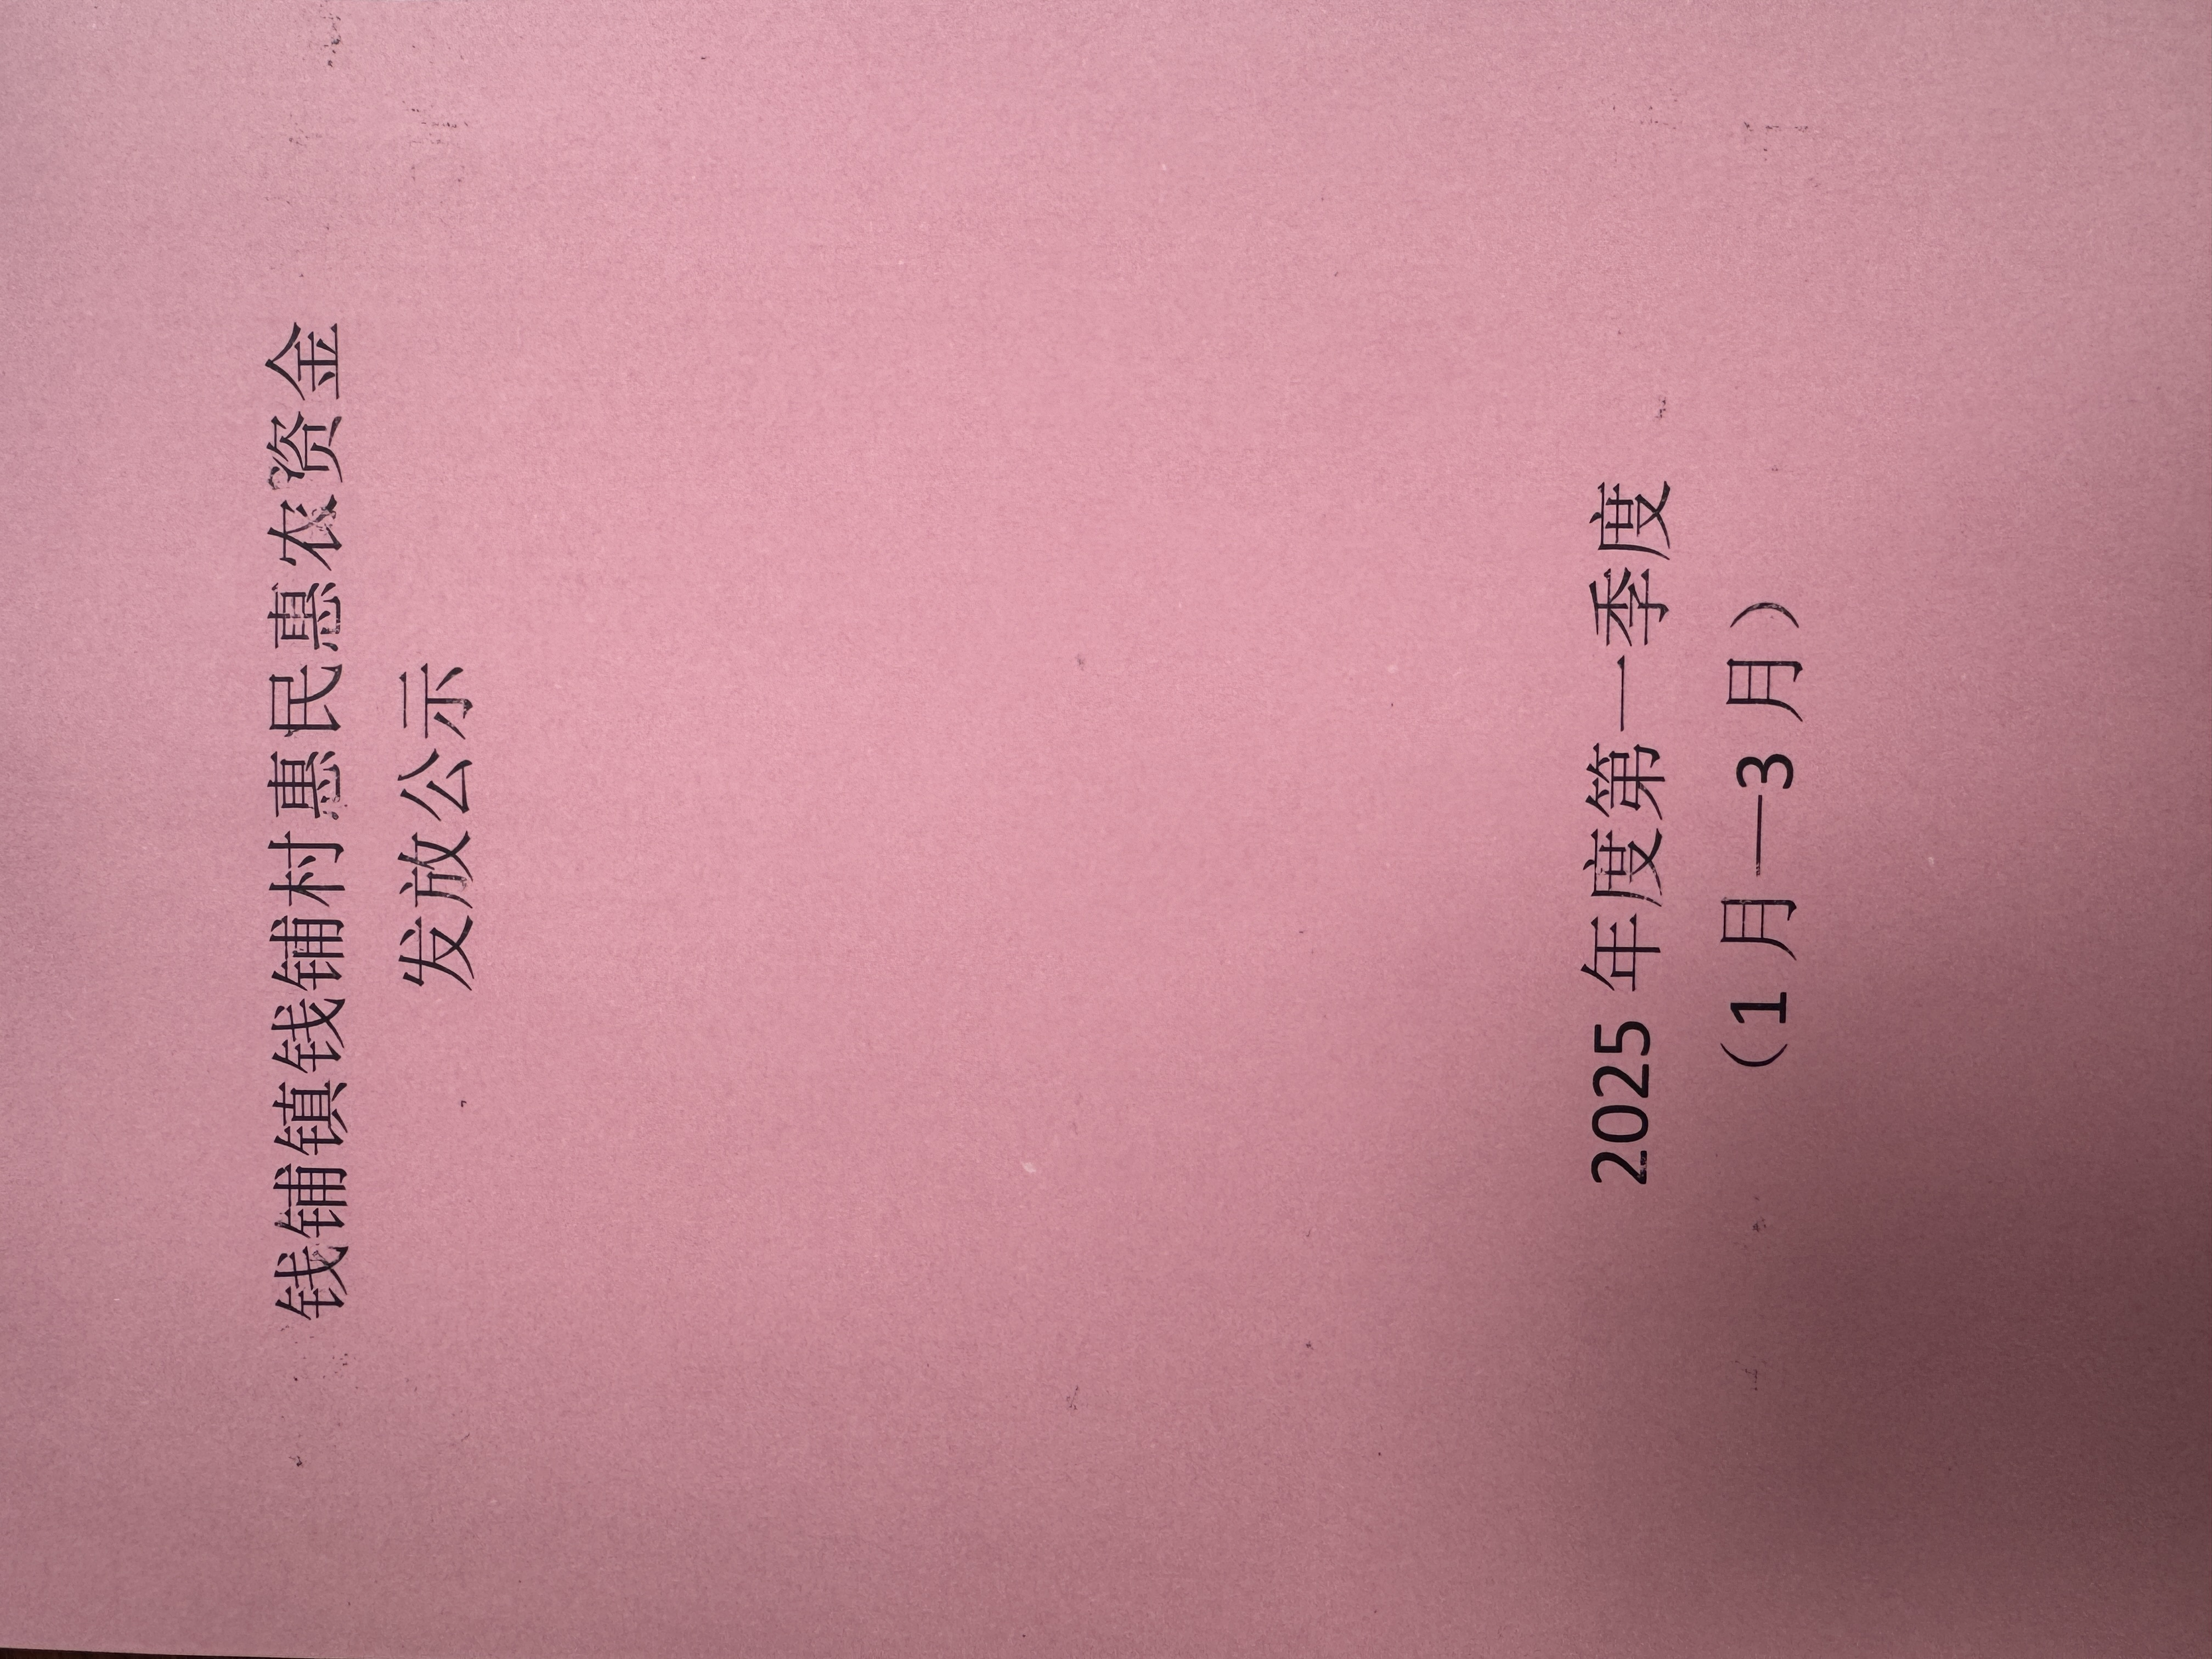 钱铺镇钱铺村惠民惠农资金
发放公示
2025 年度第一季度
（1 月—3 月）